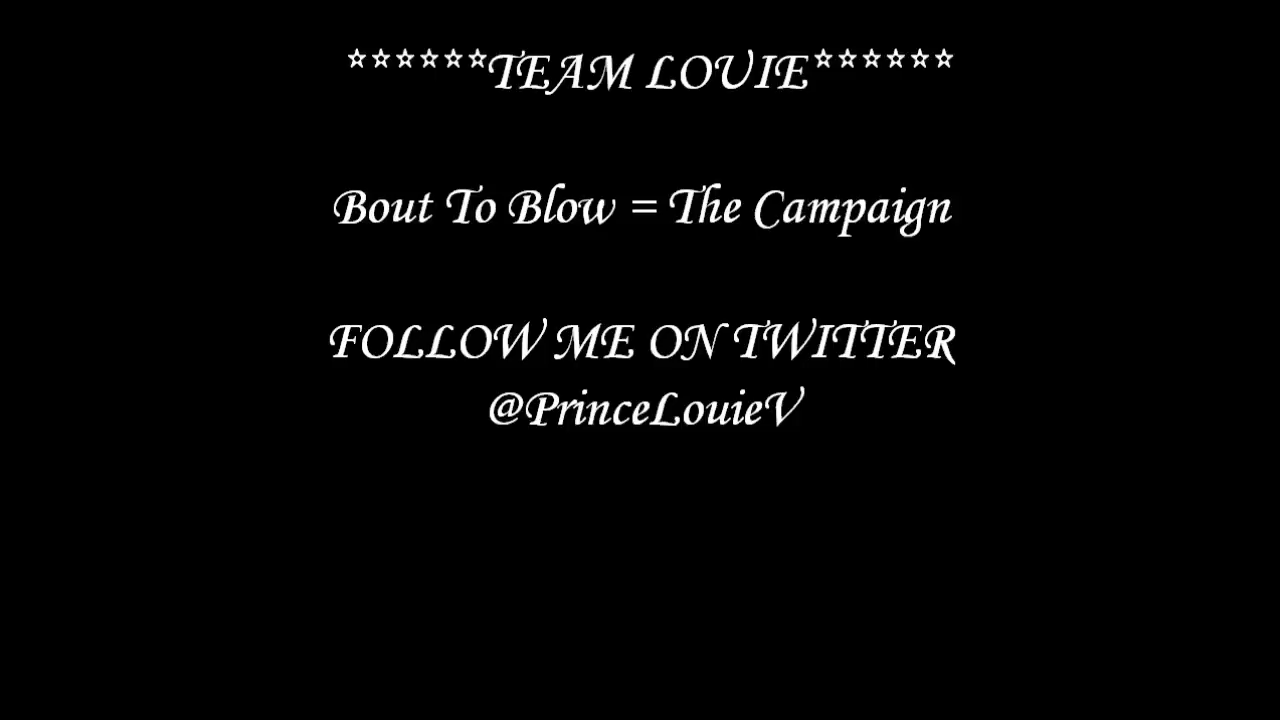 ******TEAM LOUIE******
Bout To Blow = The Campaign
FOLLOW ME ON TWITTER
@PrinceLouieV